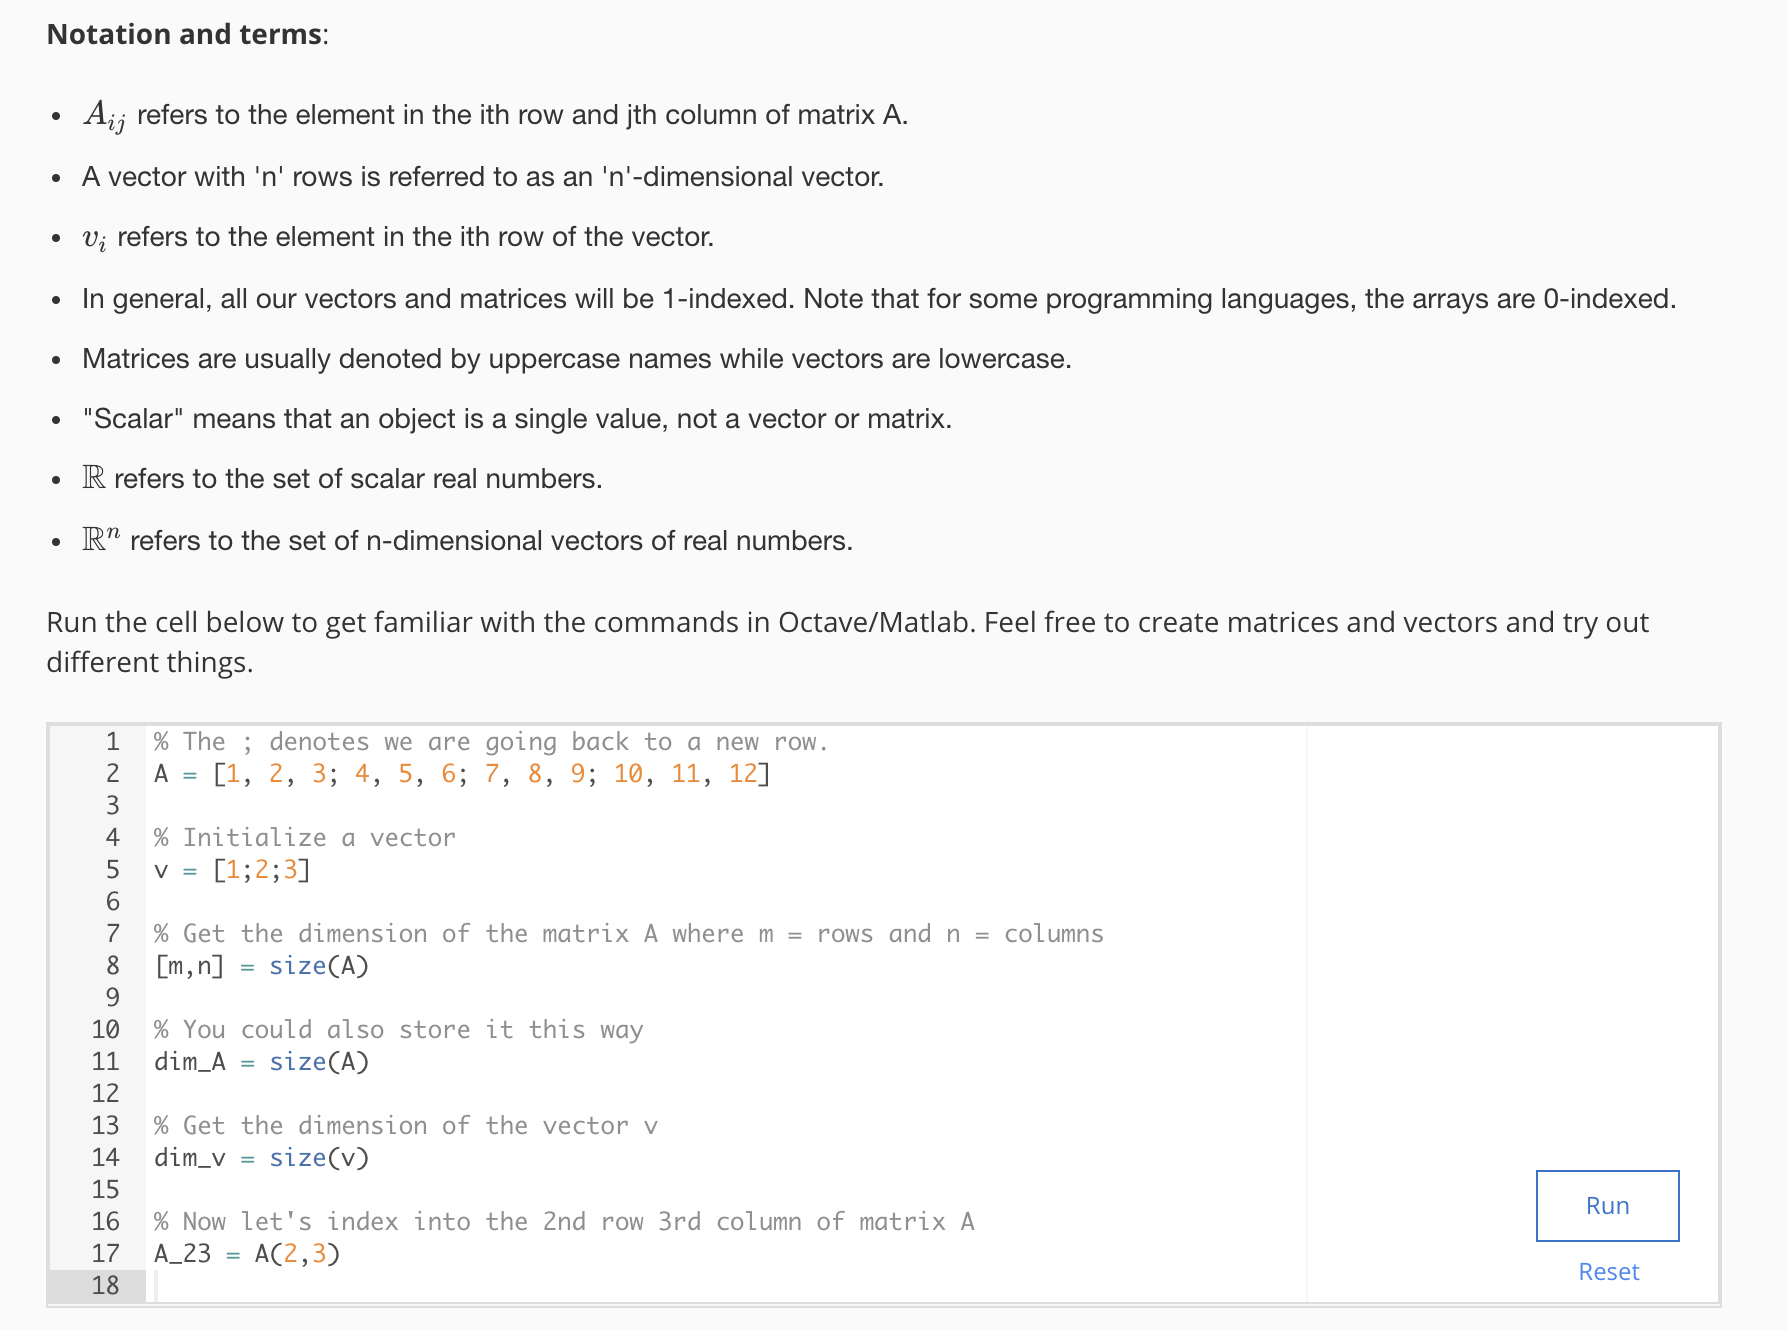 Notation and terms:
• A_{ij} refers to the element in the ith row and jth column of matrix A.
• A vector with 'n' rows is referred to as an 'n'-dimensional vector.
• v_i refers to the element in the ith row of the vector.
• In general, all our vectors and matrices will be 1-indexed. Note that for some programming languages, the arrays are 0-indexed.
• Matrices are usually denoted by uppercase names while vectors are lowercase.
• "Scalar" means that an object is a single value, not a vector or matrix.
• ℝ refers to the set of scalar real numbers.
• ℝⁿ refers to the set of n-dimensional vectors of real numbers.
Run the cell below to get familiar with the commands in Octave/Matlab. Feel free to create matrices and vectors and try out
different things.
1 % The ; denotes we are going back to a new row.
2 A = [1, 2, 3; 4, 5, 6; 7, 8, 9; 10, 11, 12]
3
4 % Initialize a vector
5 v = [1;2;3]
6
7 % Get the dimension of the matrix A where m = rows and n = columns
8 [m,n] = size(A)
9
10 % You could also store it this way
11 dim_A = size(A)
12
13 % Get the dimension of the vector v
14 dim_v = size(v)
15
16 % Now let's index into the 2nd row 3rd column of matrix A
17 A_23 = A(2,3)
18
Run
Reset